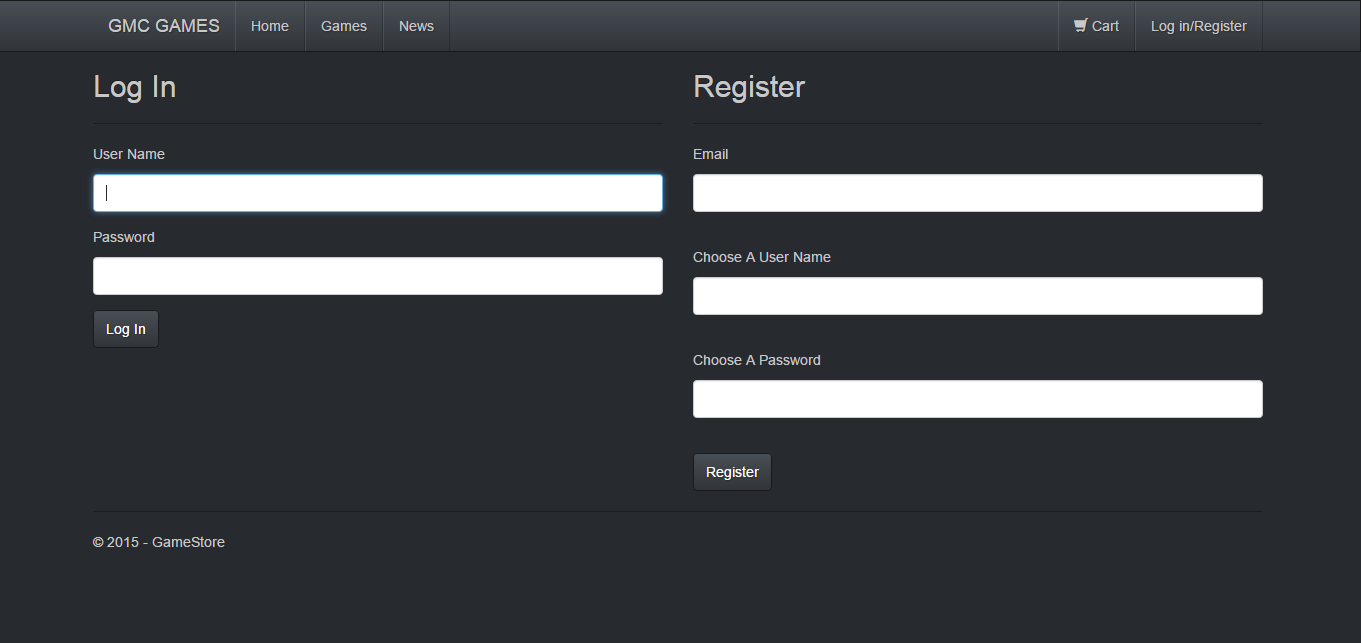 GMC GAMES Home Games News Cart Log in/Register
Log In
User Name
Password
Log In
Register
Email
Choose A User Name
Choose A Password
Register
© 2015 - GameStore